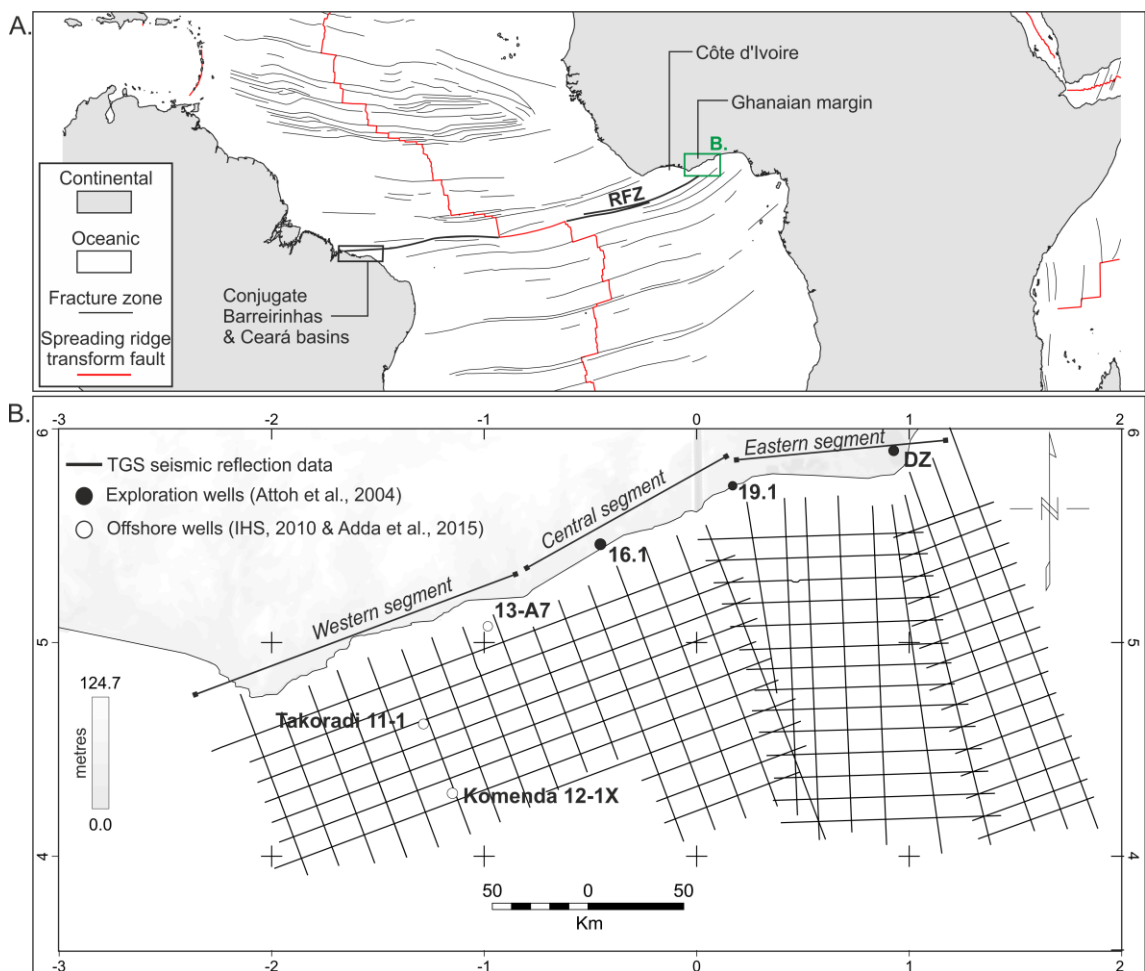 A.
Côte d'Ivoire
Ghanaian margin
B.
RFZ
Continental
Oceanic
Fracture zone
Spreading ridge
transform fault
Conjugate
Barreirinhas
& Ceará basins
B.
-3
-2
-1
0
1
2
6
6
TGS seismic reflection data
Exploration wells (Attoh et al., 2004)
Offshore wells (IHS, 2010 & Adda et al., 2015)
Eastern segment
DZ
19.1
Central segment
16.1
N
Western segment
13-A7
5
5
124.7
metres
0.0
Takoradi 11-1
Komenda 12-1X
4
4
50 0 50
Km
-3
-2
-1
0
1
2